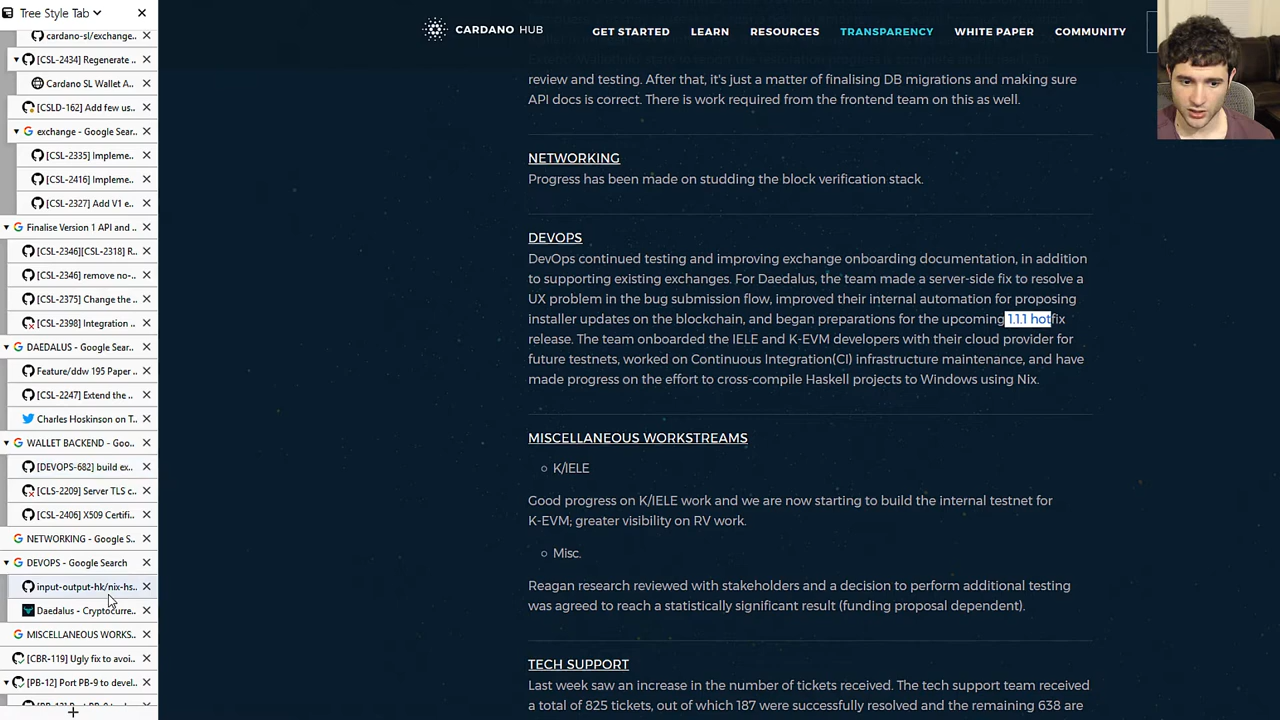 Tree Style Tab
cardano-sl/exchange...
[CSL-2434] Regenerate
Cardano SL Wallet A...
[CSLD-162] Add few us...
exchange - Google Sear...
[CSL-2335] Impleme...
[CSL-2416] Impleme...
[CSL-2327] Add V1 e...
Finalise Version 1 API and ...
[CSL-2346][CSL-2318] R...
[CSL-2346] remove no-...
[CSL-2375] Change the ...
[CSL-2398] Integration ...
DAEDALUS - Google Search
Feature/ddw 195 Paper ...
[CSL-2247] Extend the ...
Charles Hoskinson on T...
WALLET BACKEND - Goo...
[DEVOPS-682] build ex...
[CLS-2209] Server TLS c...
[CSL-2406] X509 Certifi...
NETWORKING - Google S...
DEVOPS - Google Search
input-output-hk/nix-hs...
Daedalus - Cryptocurre...
MISCELLANEOUS WORKS...
[CBR-119] Ugly fix to avoi...
[PB-12] Port PB-9 to devel...
CARDANO HUB
GET STARTED LEARN RESOURCES TRANSPARENCY WHITE PAPER COMMUNITY
review and testing. After that, it's just a matter of finalising DB migrations and making sure
API docs is correct. There is work required from the frontend team on this as well.
NETWORKING
Progress has been made on studding the block verification stack.
DEVOPS
DevOps continued testing and improving exchange onboarding documentation, in addition
to supporting existing exchanges. For Daedalus, the team made a server-side fix to resolve a
UX problem in the bug submission flow, improved their internal automation for proposing
installer updates on the blockchain, and began preparations for the upcoming 1.1.1 hotfix
release. The team onboarded the IELE and K-EVM developers with their cloud provider for
future testnets, worked on Continuous Integration(CI) infrastructure maintenance, and have
made progress on the effort to cross-compile Haskell projects to Windows using Nix.
MISCELLANEOUS WORKSTREAMS
K/IELE
Good progress on K/IELE work and we are now starting to build the internal testnet for
K-EVM; greater visibility on RV work.
Misc.
Reagan research reviewed with stakeholders and a decision to perform additional testing
was agreed to reach a statistically significant result (funding proposal dependent).
TECH SUPPORT
Last week saw an increase in the number of tickets received. The tech support team received
a total of 825 tickets, out of which 187 were successfully resolved and the remaining 638 are